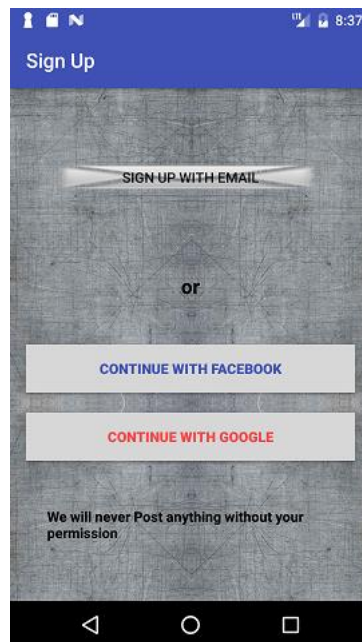 LTE 8:37
Sign Up
SIGN UP WITH EMAIL
or
CONTINUE WITH FACEBOOK
CONTINUE WITH GOOGLE
We will never Post anything without your
permission